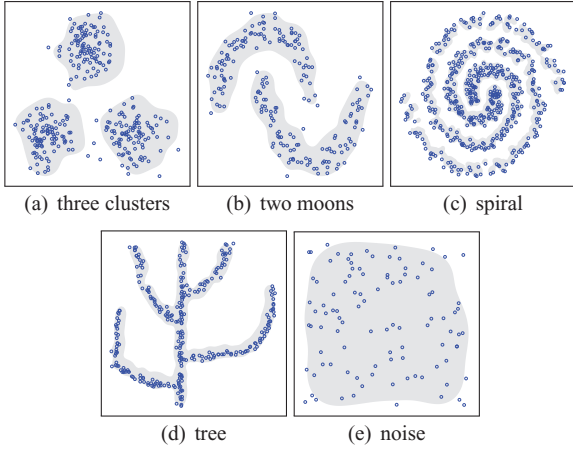 (a) three clusters
(b) two moons
(c) spiral
(d) tree
(e) noise